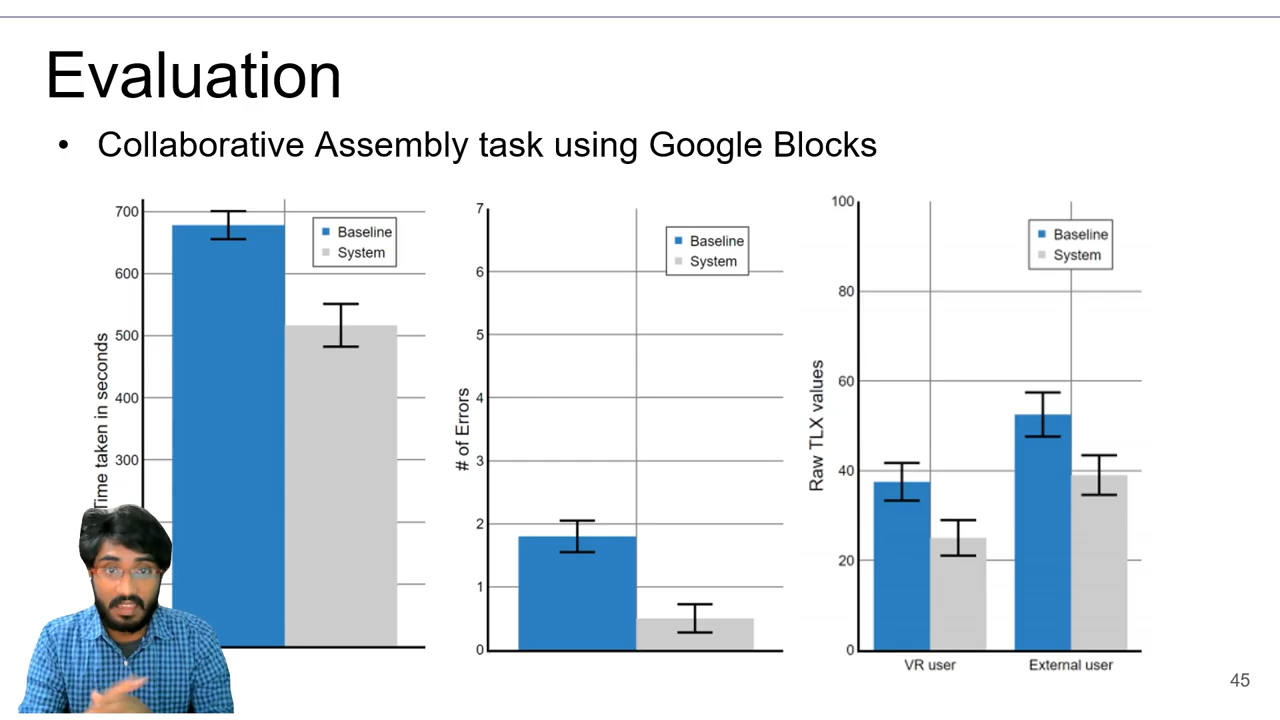 Evaluation
• Collaborative Assembly task using Google Blocks
Time taken in seconds
700
600
500
400
300
Baseline
System
# of Errors
7
6
5
4
3
2
1
0
Baseline
System
Raw TLX values
100
80
60
40
20
0
Baseline
System
VR user
External user
45